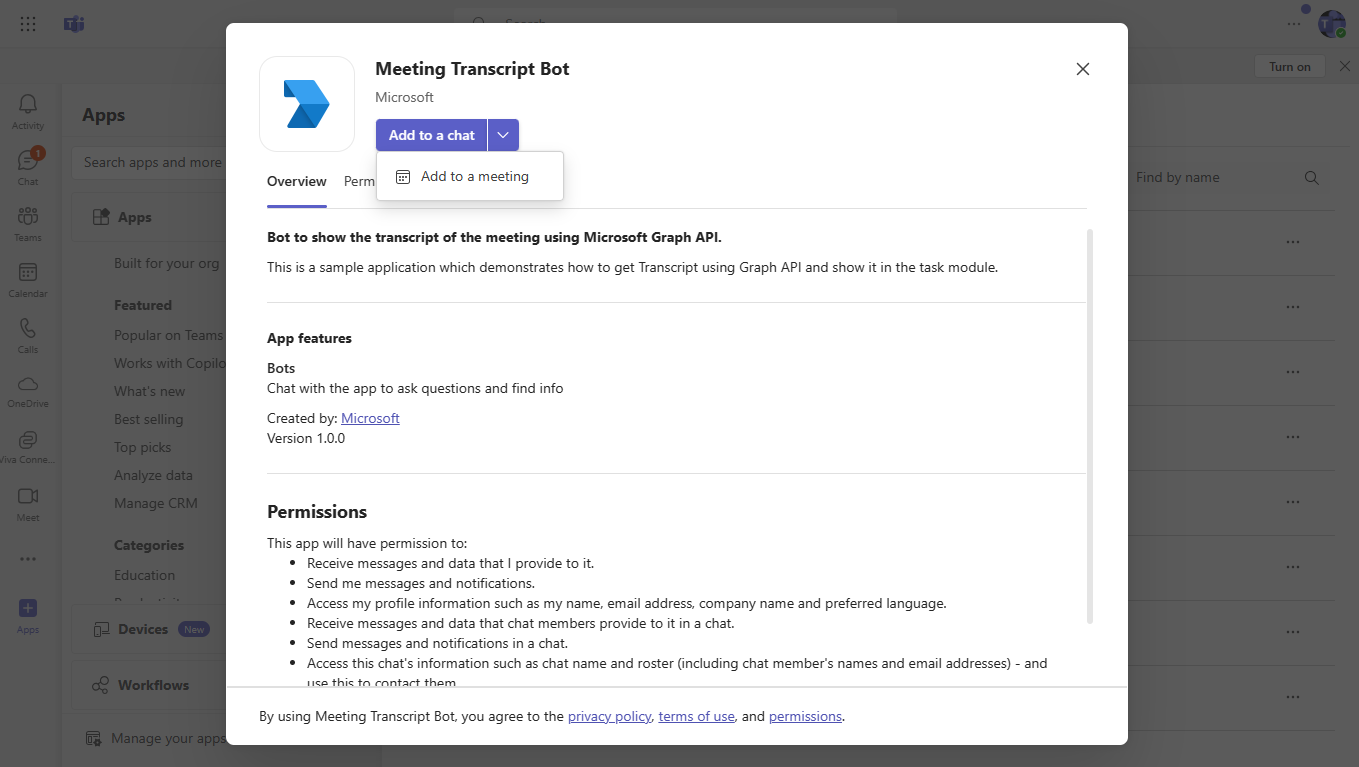 Search
Turn on
Activity
1
Chat
Teams
Calendar
Calls
OneDrive
Viva Conne...
Meet
Apps
Apps
Search apps and more
Apps
Built for your org
Featured
Popular on Teams
Works with Copilo
What's new
Best selling
Top picks
Analyze data
Manage CRM
Categories
Education
Devices New
Workflows
Manage your apps
Meeting Transcript Bot
Microsoft
Add to a chat
Add to a meeting
Overview Perm
Bot to show the transcript of the meeting using Microsoft Graph API.
This is a sample application which demonstrates how to get Transcript using Graph API and show it in the task module.
App features
Bots
Chat with the app to ask questions and find info
Created by: Microsoft
Version 1.0.0
Permissions
This app will have permission to:
• Receive messages and data that I provide to it.
• Send me messages and notifications.
• Access my profile information such as my name, email address, company name and preferred language.
• Receive messages and data that chat members provide to it in a chat.
• Send messages and notifications in a chat.
• Access this chat's information such as chat name and roster (including chat member's names and email addresses) - and
use this to contact them
By using Meeting Transcript Bot, you agree to the privacy policy, terms of use, and permissions.
Find by name